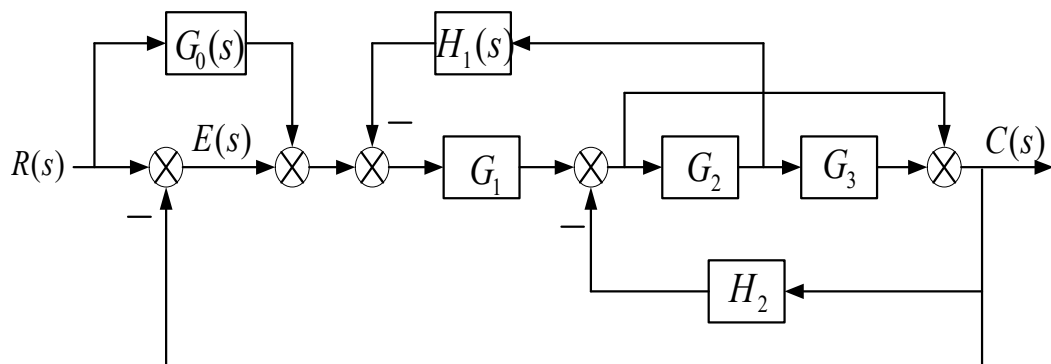 G₀(s)
H₁(s)
−
R(s)
E(s)
G₁
G₂
G₃
C(s)
−
−
H₂